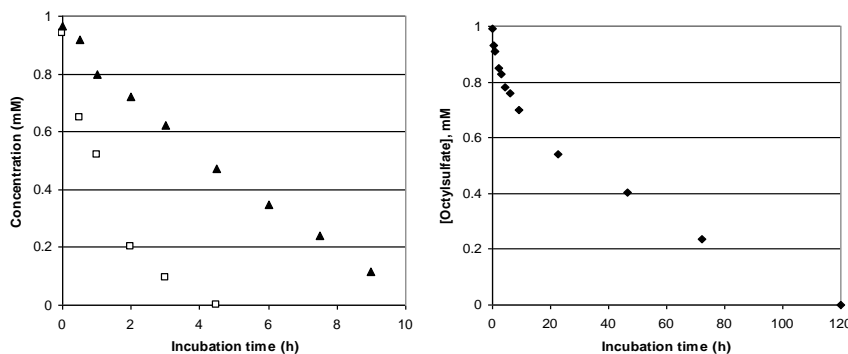 Concentration (mM)
1
0.8
0.6
0.4
0.2
0
0 2 4 6 8 10
Incubation time (h)
[Octylsulfate], mM
1
0.8
0.6
0.4
0.2
0
0 20 40 60 80 100 120
Incubation time (h)